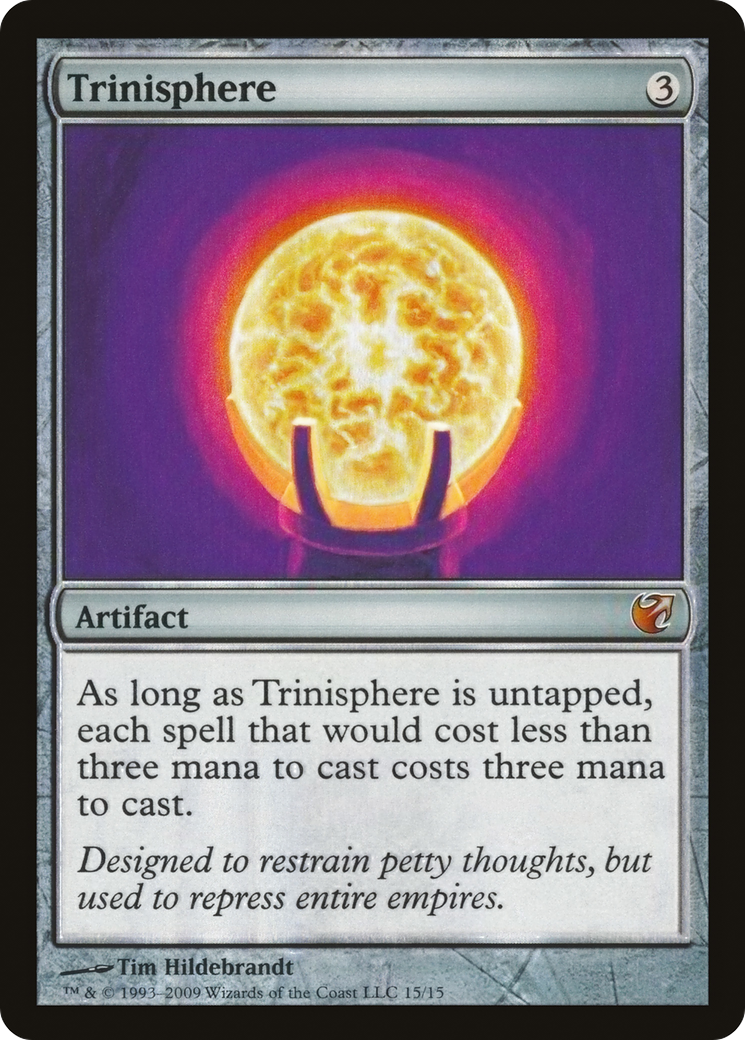 Trinisphere 3
Artifact
As long as Trinisphere is untapped,
each spell that would cost less than
three mana to cast costs three mana
to cast.
Designed to restrain petty thoughts, but
used to repress entire empires.
Tim Hildebrandt
™ & © 1993–2009 Wizards of the Coast LLC 15/15